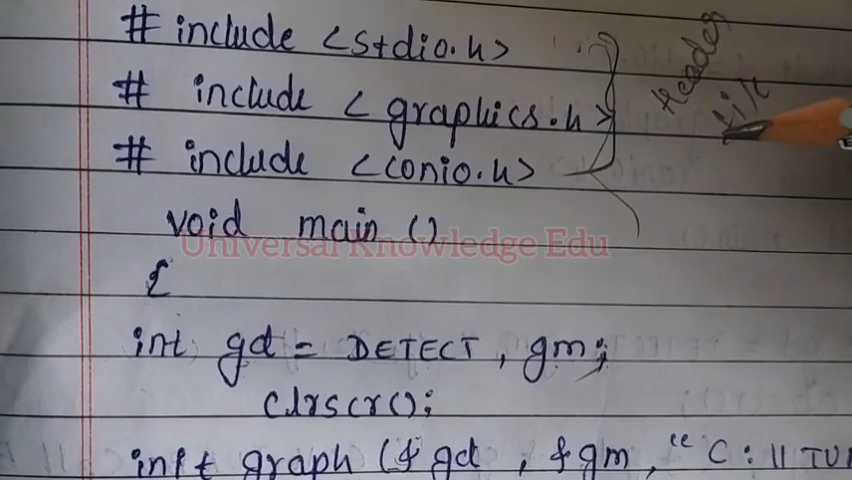 # include <stdio.h>
# include <graphics.h>
# include <conio.h>
Header
file
void main ()
Universal Knowledge Edu
{
int gd = DETECT, gm;
clrscr();
init graph (& gd , & gm, "C: \\ TU